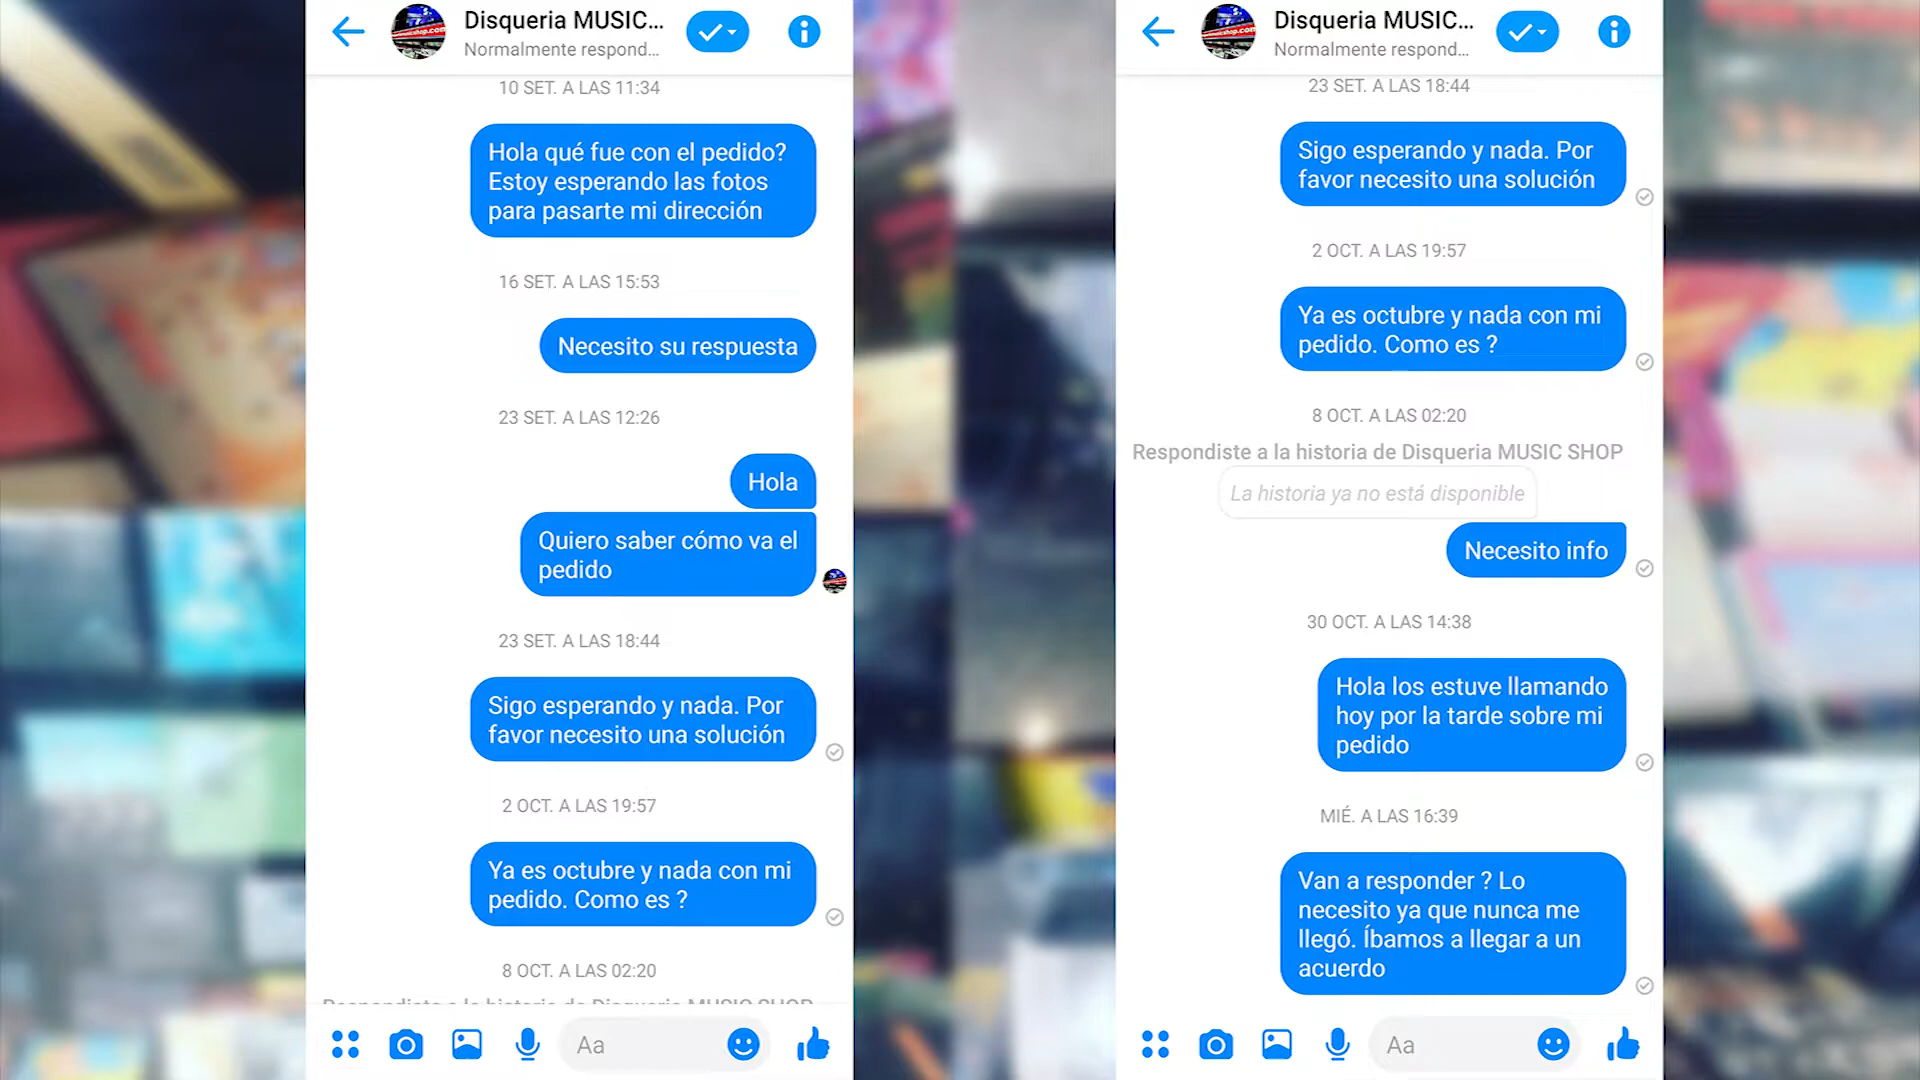 Disqueria MUSIC...
Normalmente respond...
10 SET. A LAS 11:34
Hola qué fue con el pedido?
Estoy esperando las fotos
para pasarte mi dirección
16 SET. A LAS 15:53
Necesito su respuesta
23 SET. A LAS 12:26
Hola
Quiero saber cómo va el
pedido
23 SET. A LAS 18:44
Sigo esperando y nada. Por
favor necesito una solución
2 OCT. A LAS 19:57
Ya es octubre y nada con mi
pedido. Como es ?
8 OCT. A LAS 02:20
Respondiste a la historia de Disqueria MUSIC SHOP
Aa
Disqueria MUSIC...
Normalmente respond...
23 SET. A LAS 18:44
Sigo esperando y nada. Por
favor necesito una solución
2 OCT. A LAS 19:57
Ya es octubre y nada con mi
pedido. Como es ?
8 OCT. A LAS 02:20
Respondiste a la historia de Disqueria MUSIC SHOP
La historia ya no está disponible
Necesito info
30 OCT. A LAS 14:38
Hola los estuve llamando
hoy por la tarde sobre mi
pedido
MIÉ. A LAS 16:39
Van a responder ? Lo
necesito ya que nunca me
llegó. Íbamos a llegar a un
acuerdo
Aa